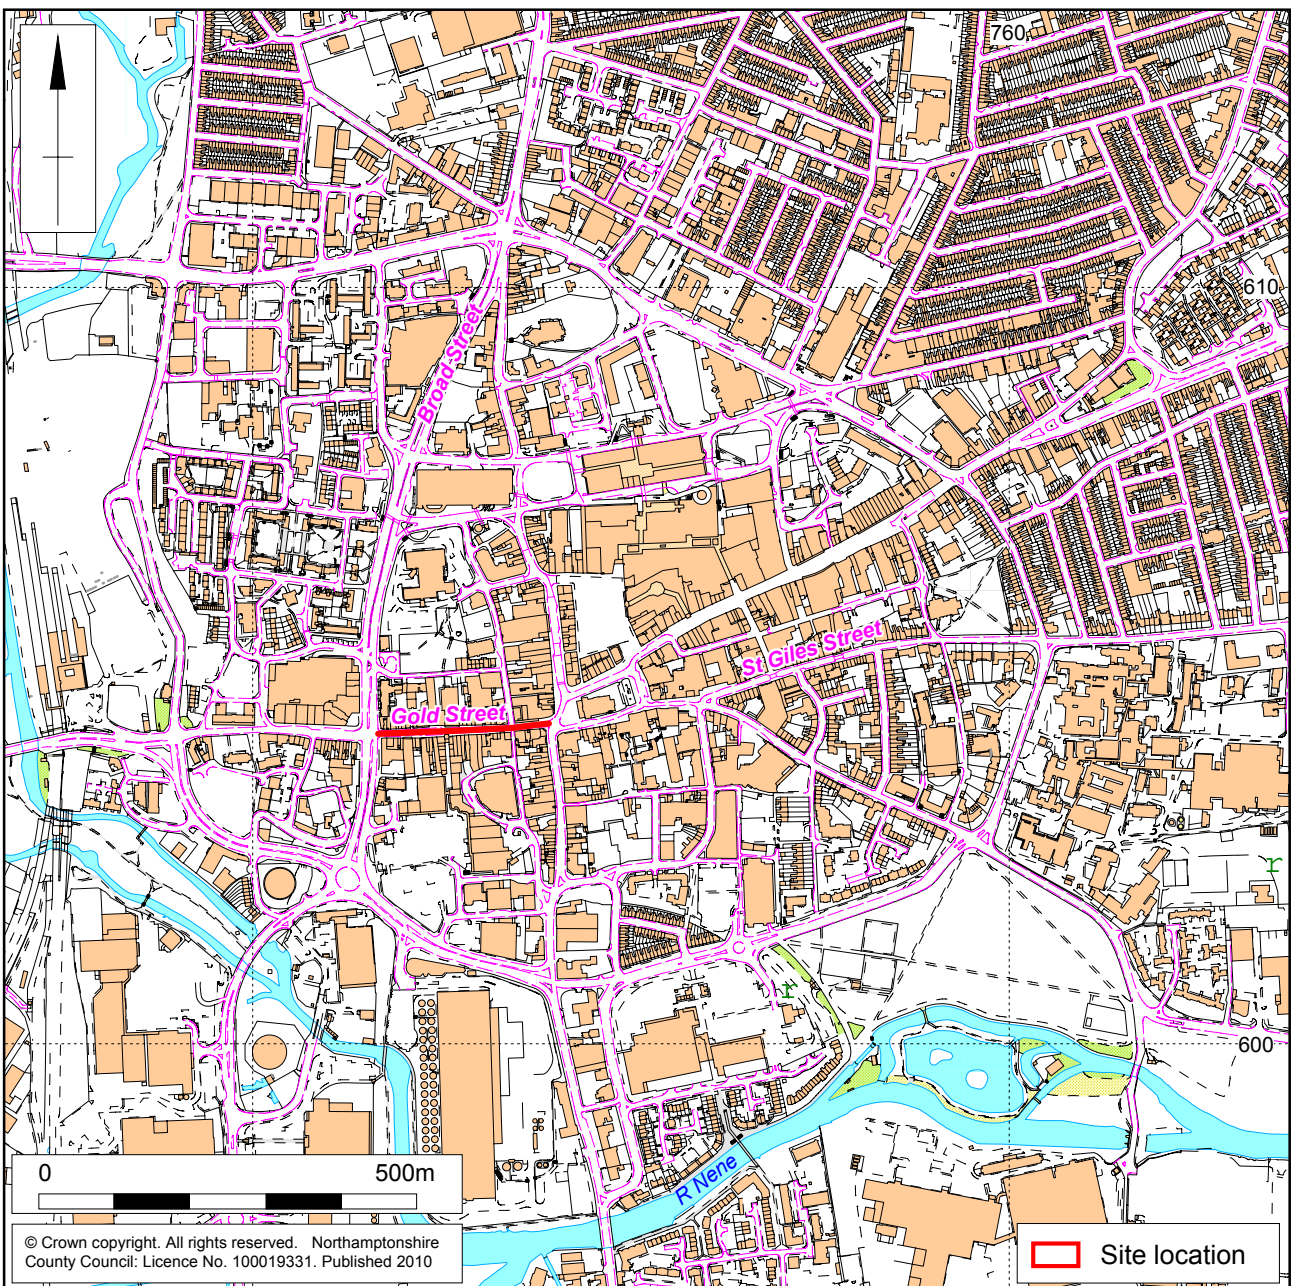 760
610
Broad Street
St Giles Street
Gold Street
r
r
600
R Nene
0 500m
© Crown copyright. All rights reserved. Northamptonshire
County Council: Licence No. 100019331. Published 2010
Site location